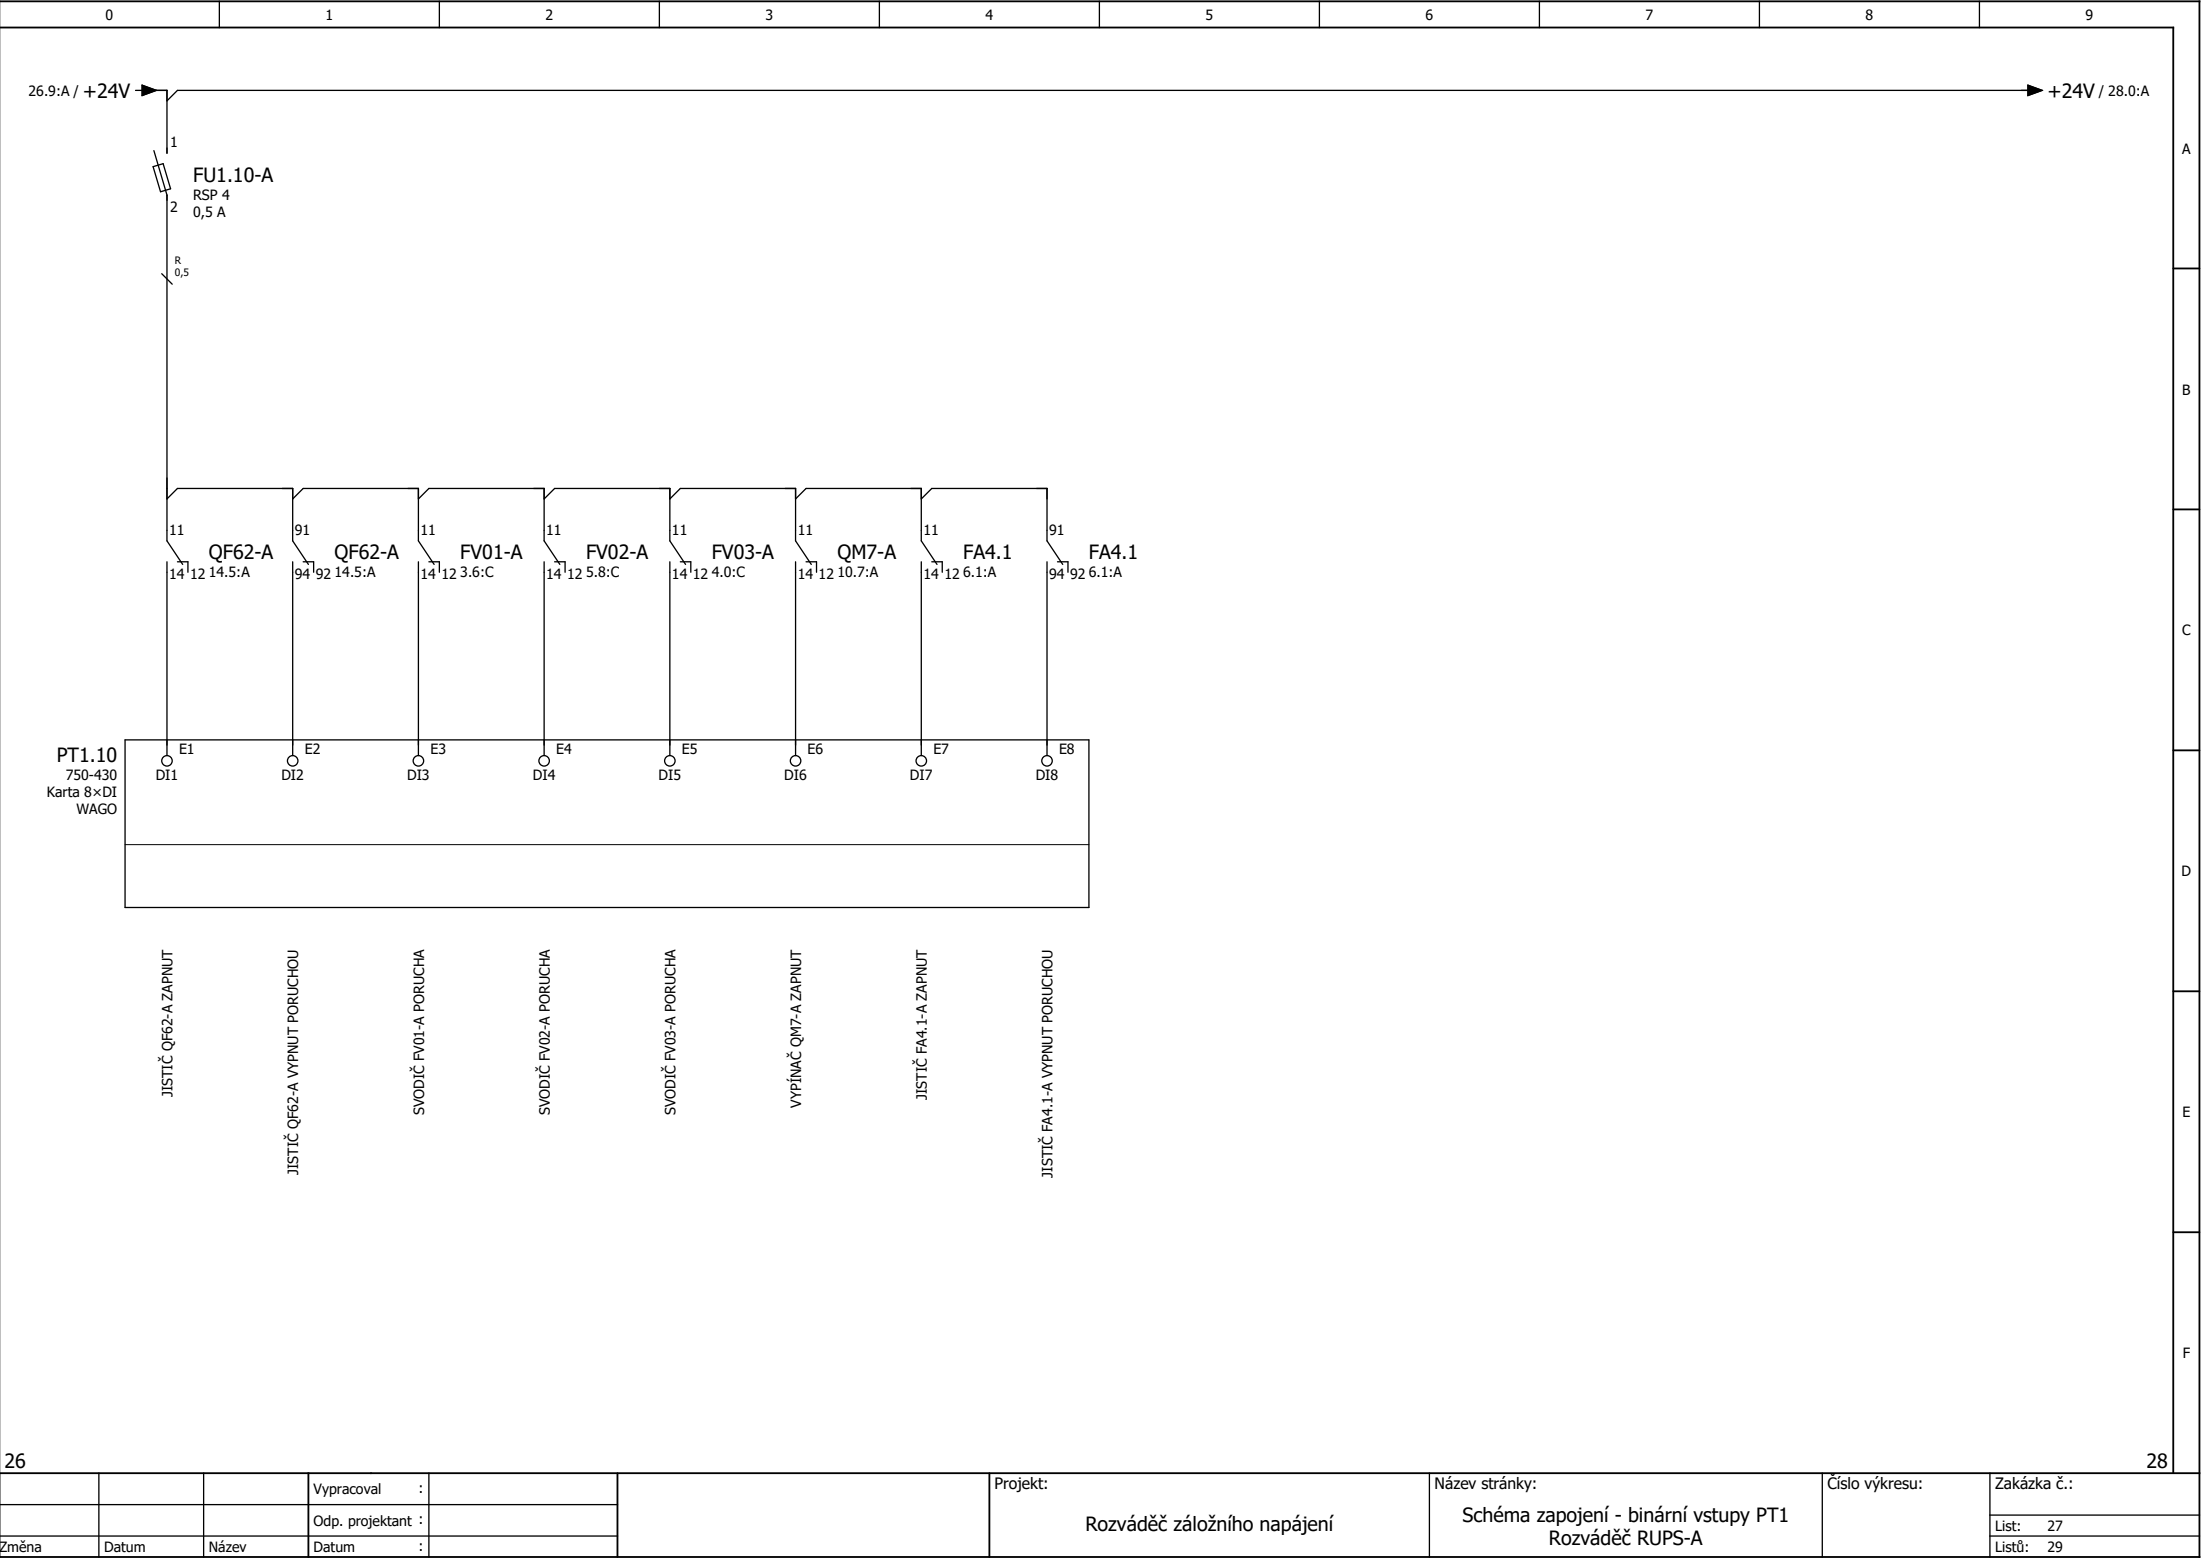 0 1 2 3 4 5 6 7 8 9
26.9:A / +24V
+24V / 28.0:A
1
FU1.10-A
RSP 4
2 0,5 A
R
0,5
11 91 11 11 11 11 11 91
QF62-A QF62-A FV01-A FV02-A FV03-A QM7-A FA4.1 FA4.1
14 12 14.5:A 94 92 14.5:A 14 12 3.6:C 14 12 5.8:C 14 12 4.0:C 14 12 10.7:A 14 12 6.1:A 94 92 6.1:A
PT1.10
750-430
Karta 8×DI
WAGO
E1 E2 E3 E4 E5 E6 E7 E8
DI1 DI2 DI3 DI4 DI5 DI6 DI7 DI8
JISTIČ QF62-A ZAPNUT
JISTIČ QF62-A VYPNUT PORUCHOU
SVODIČ FV01-A PORUCHA
SVODIČ FV02-A PORUCHA
SVODIČ FV03-A PORUCHA
VYPÍNAČ QM7-A ZAPNUT
JISTIČ FA4.1-A ZAPNUT
JISTIČ FA4.1-A VYPNUT PORUCHOU
A
B
C
D
E
F
26
28
Změna
Datum
Název
Vypracoval :
Odp. projektant :
Datum :
Projekt:
Rozváděč záložního napájení
Název stránky:
Schéma zapojení - binární vstupy PT1
Rozváděč RUPS-A
Číslo výkresu:
Zakázka č.:
List: 27
Listů: 29